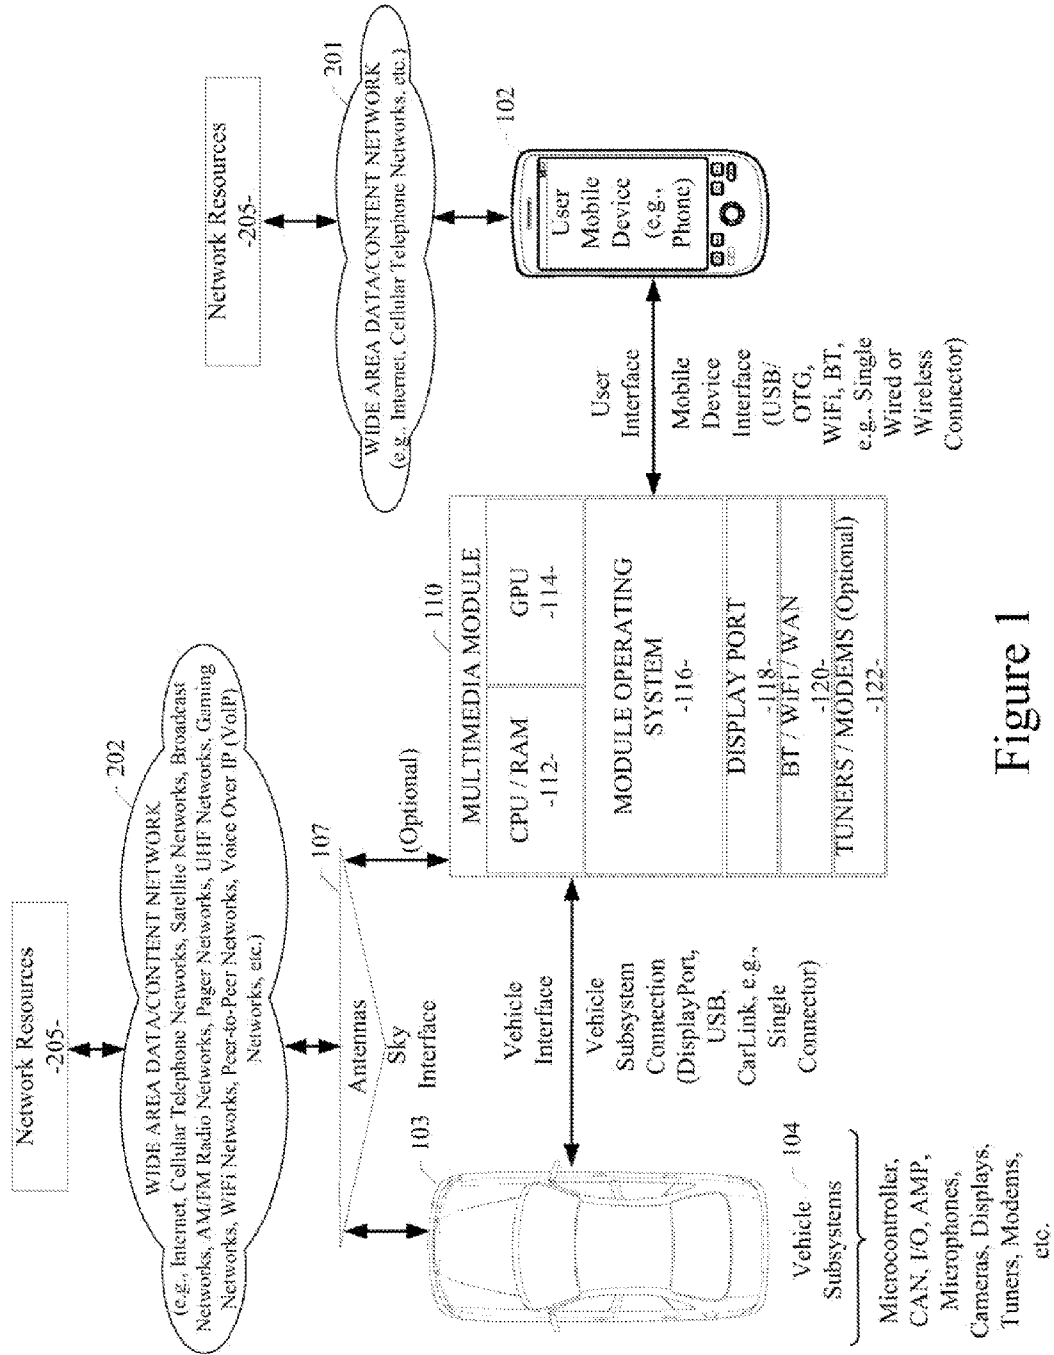 Network Resources
-205-
202
WIDE AREA DATA/CONTENT NETWORK
(e.g., Internet, Cellular Telephone Networks, Satellite Networks, Broadcast
Networks, AM/FM Radio Networks, Pager Networks, UHF Networks, Gaming
Networks, WiFi Networks, Peer-to-Peer Networks, Voice Over IP (VoIP)
Networks, etc.)
Network Resources
-205-
201
WIDE AREA DATA/CONTENT NETWORK
(e.g., Internet, Cellular Telephone Networks, etc.)
107
Antennas
Sky
Interface
(Optional)
103
Vehicle
Interface
Vehicle
Subsystem
Connection
(DisplayPort,
USB,
CarLink, e.g.,
Single
Connector)
104
Vehicle
Subsystems
Microcontroller,
CAN, I/O, AMP,
Microphones,
Cameras, Displays,
Tuners, Modems,
etc.
110
MULTIMEDIA MODULE
CPU / RAM
-112-
GPU
-114-
MODULE OPERATING
SYSTEM
-116-
DISPLAY PORT
-118-
BT / WiFi / WAN
-120-
TUNERS / MODEMS (Optional)
-122-
User
Interface
Mobile
Device
Interface
(USB/
OTG,
WiFi, BT,
e.g., Single
Wired or
Wireless
Connector)
102
User
Mobile
Device
(e.g.,
Phone)
Figure 1